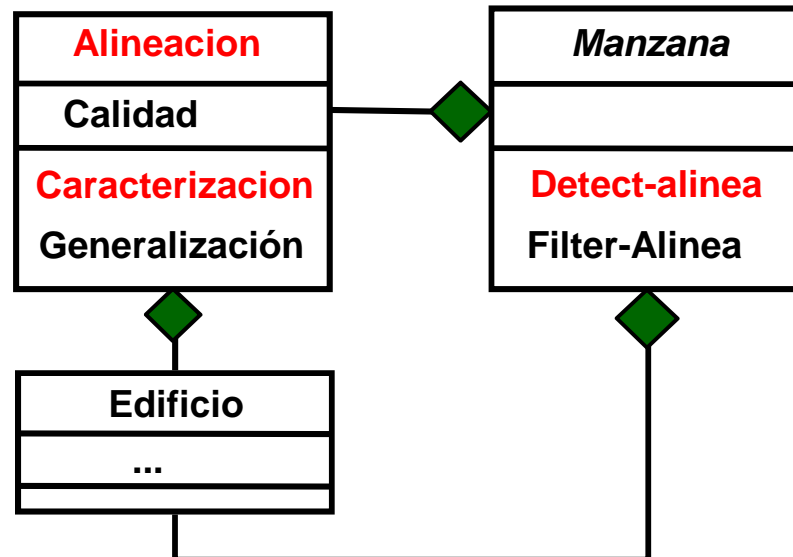 Alineacion
Calidad
Caracterizacion
Generalización
Manzana
Detect-alinea
Filter-Alinea
Edificio
...